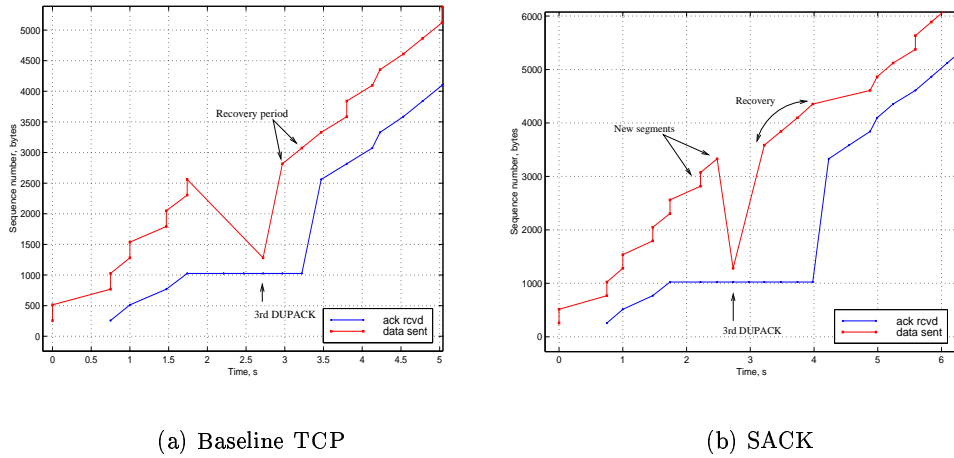 5000
4500
4000
3500
3000
2500
2000
1500
1000
500
0
Sequence number, bytes
Recovery period
3rd DUPACK
ack rcvd
data sent
0 0.5 1 1.5 2 2.5 3 3.5 4 4.5 5
Time, s
(a) Baseline TCP
6000
5000
4000
3000
2000
1000
0
Sequence number, bytes
Recovery
New segments
3rd DUPACK
ack rcvd
data sent
0 1 2 3 4 5 6
Time, s
(b) SACK